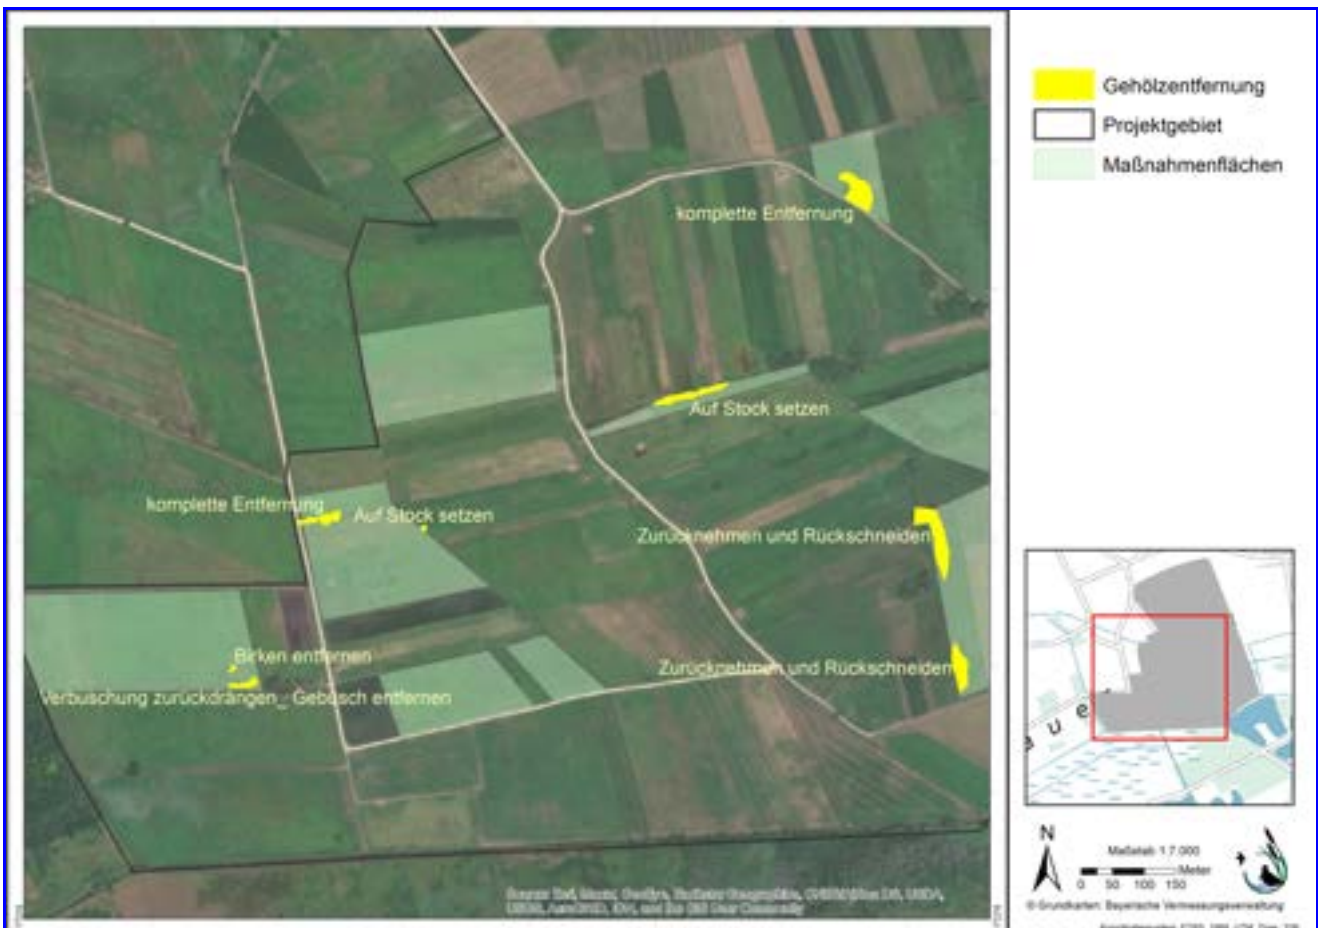 Gehölzentfernung
Projektgebiet
Maßnahmenflächen
komplette Entfernung
Auf Stock setzen
komplette Entfernung
Auf Stock setzen
Zurücknehmen und Rückschneiden
Birken entfernen
Zurücknehmen und Rückschneiden
Verbuschung zurückdrängen_- Gebüsch entfernen
a u e
N
Maßstab 1:7.000
Meter
0 50 100 150
© Grundkarten: Bayerische Vermessungsverwaltung